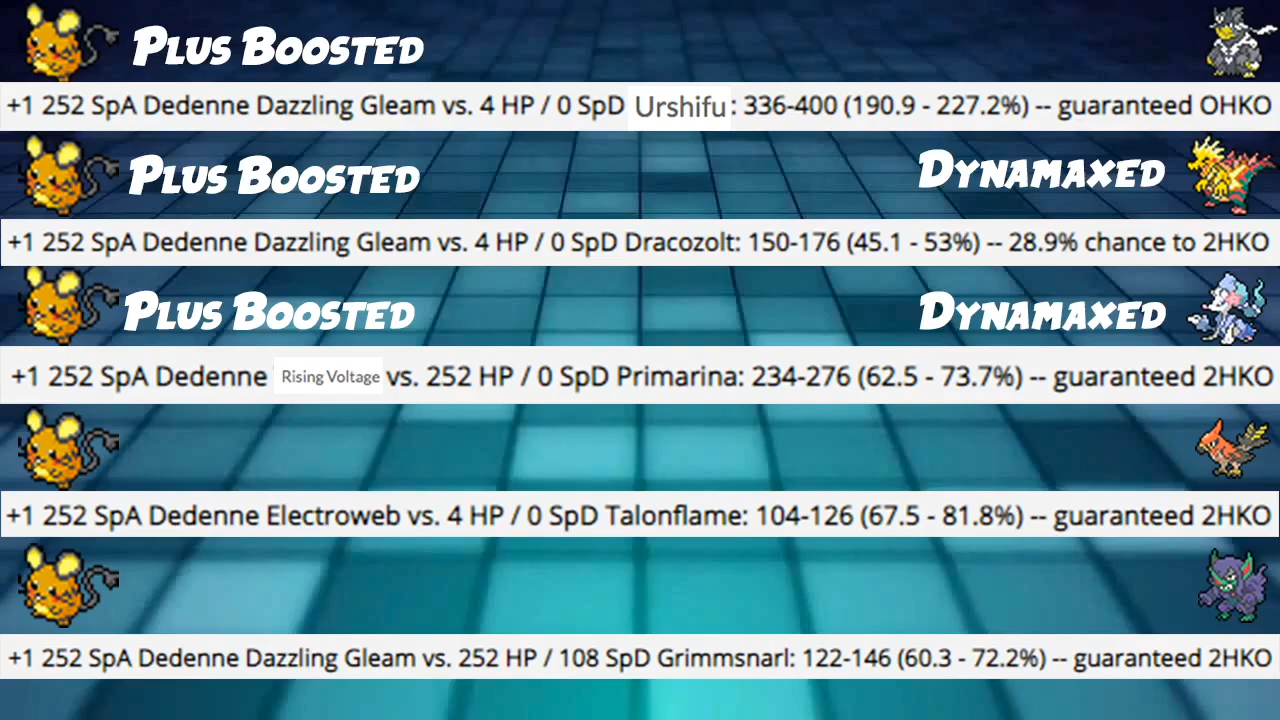 Plus Boosted
+1 252 SpA Dedenne Dazzling Gleam vs. 4 HP / 0 SpD Urshifu: 336-400 (190.9 - 227.2%) -- guaranteed OHKO
Plus Boosted Dynamaxed
+1 252 SpA Dedenne Dazzling Gleam vs. 4 HP / 0 SpD Dracozolt: 150-176 (45.1 - 53%) -- 28.9% chance to 2HKO
Plus Boosted Dynamaxed
+1 252 SpA Dedenne Rising Voltage vs. 252 HP / 0 SpD Primarina: 234-276 (62.5 - 73.7%) -- guaranteed 2HKO
+1 252 SpA Dedenne Electroweb vs. 4 HP / 0 SpD Talonflame: 104-126 (67.5 - 81.8%) -- guaranteed 2HKO
+1 252 SpA Dedenne Dazzling Gleam vs. 252 HP / 108 SpD Grimmsnarl: 122-146 (60.3 - 72.2%) -- guaranteed 2HKO